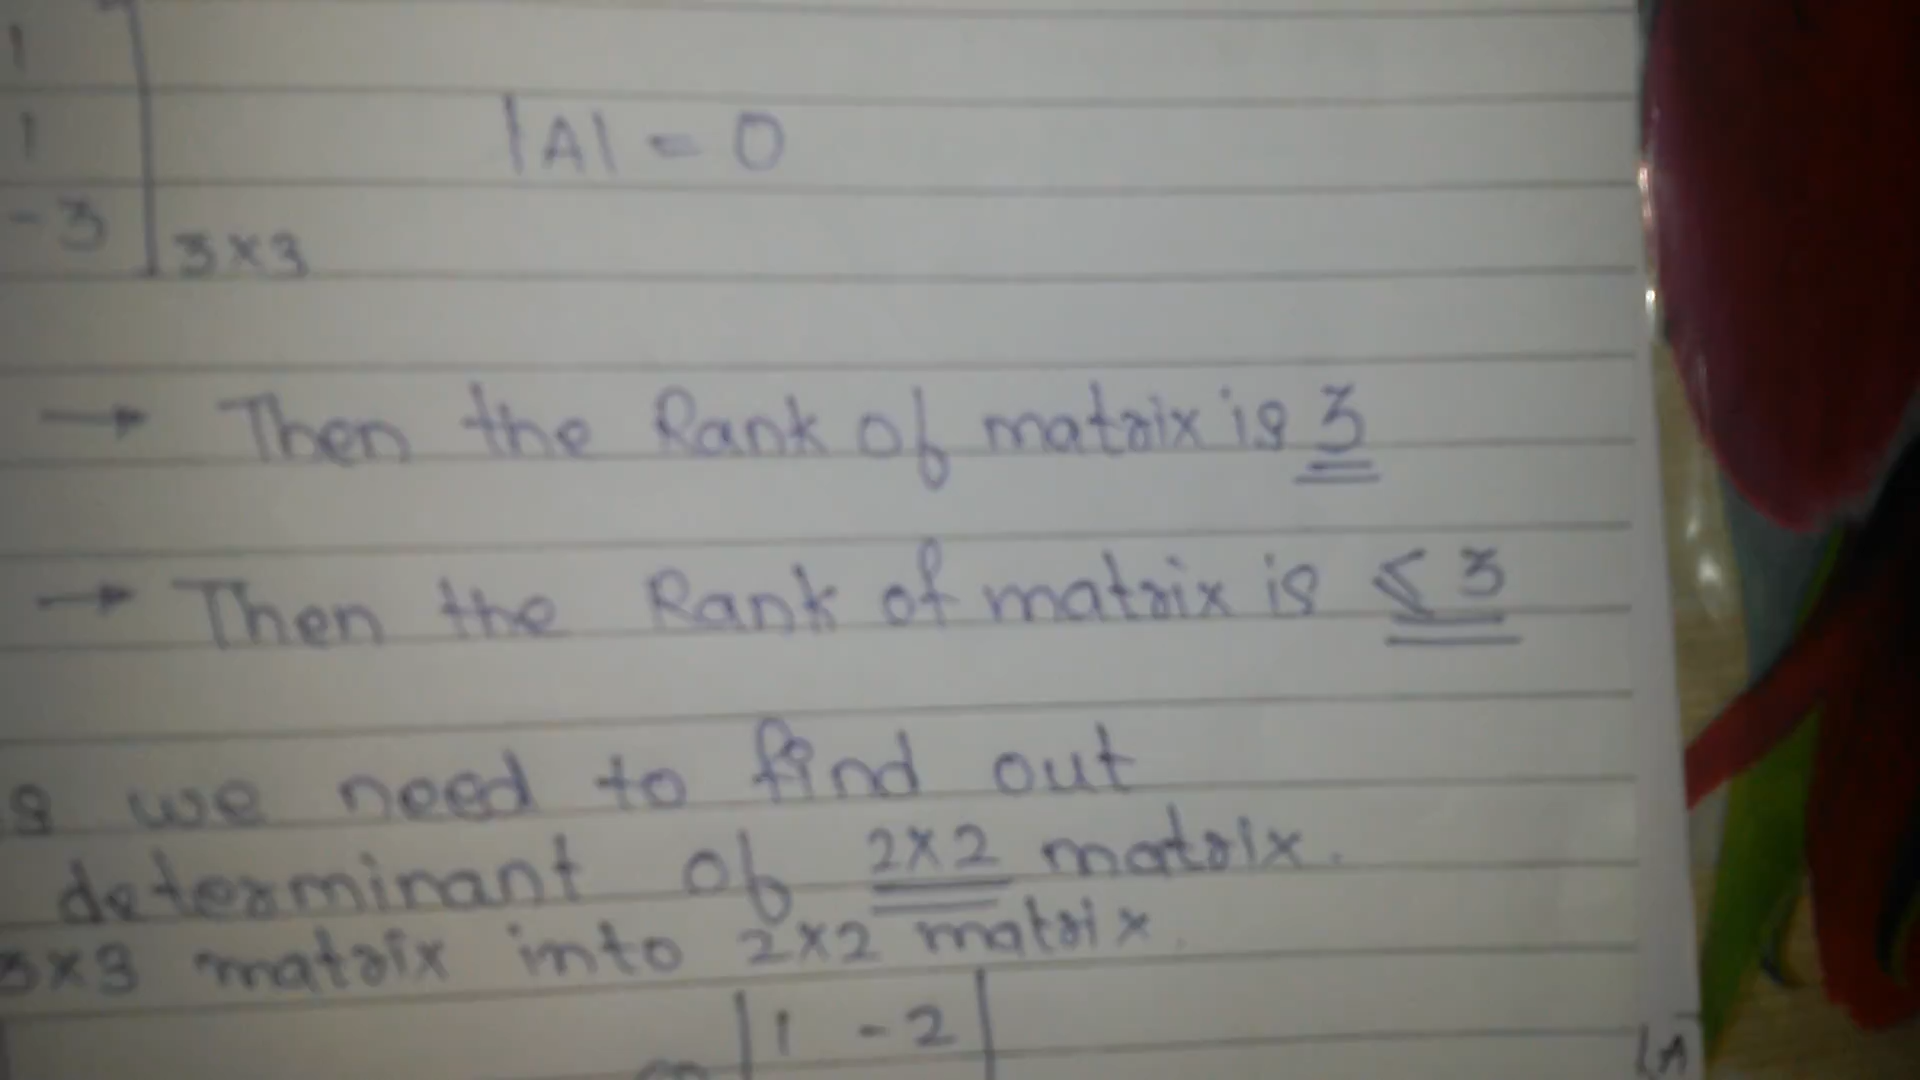 1
1 |A| = 0
-3 3×3
→ Then the Rank of matrix is 3
→ Then the Rank of matrix is ≤ 3
s we need to find out
determinant of 2×2 matrix.
3×3 matrix into 2×2 matrix.
1 -2